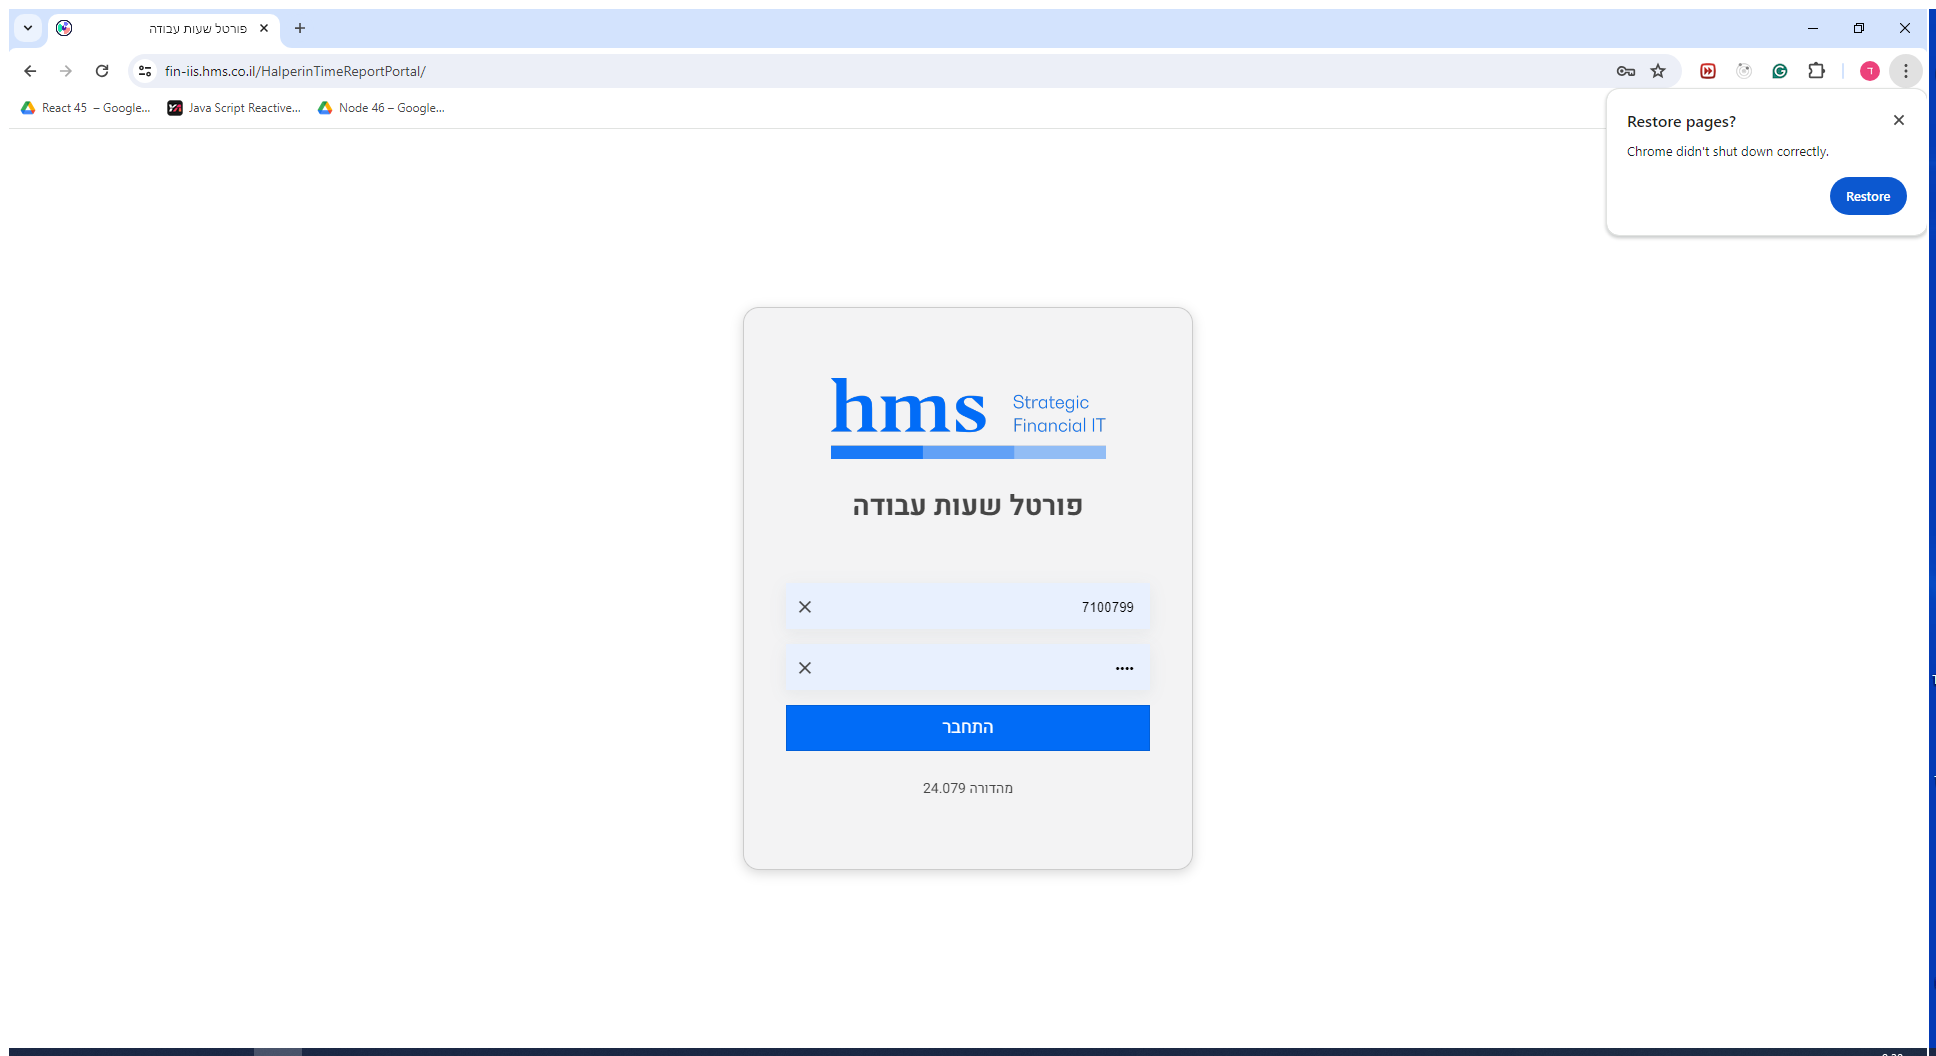 פורטל שעות עבודה
fin-iis.hms.co.il/HalperinTimeReportPortal/
React 45 – Google...
Java Script Reactive...
Node 46 – Google...
Restore pages?
Chrome didn't shut down correctly.
Restore
hms
Strategic
Financial IT
פורטל שעות עבודה
7100799
••••
התחבר
מהדורה 24.079